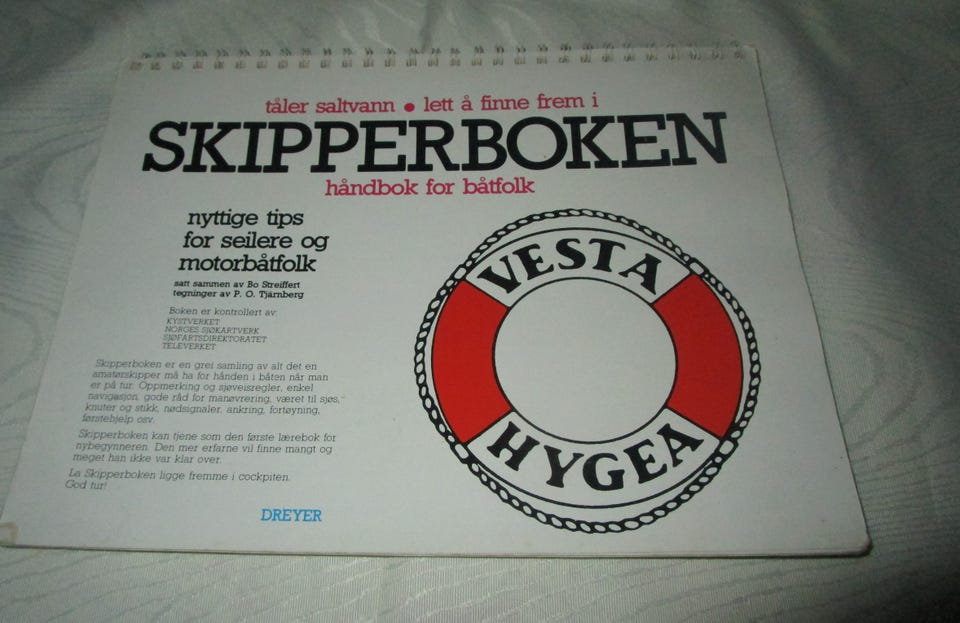 tåler saltvann • lett å finne frem i
SKIPPERBOKEN
håndbok for båtfolk
nyttige tips
for seilere og
motorbåtfolk
satt sammen av Bo Streiffert
tegninger av P. O. Tjärnberg
Boken er kontrollert av:
KYSTVERKET
NORGES SJØKARTVERK
SJØFARTSDIREKTORATET
TELEVERKET
Skipperboken er en grei samling av alt det en
amatørskipper må ha for hånden i båten når man
er på tur: Oppmerking og sjøveisregler, enkel
navigasjon, gode råd for manøvrering, været til sjøs,
knuter og stikk, nødsignaler, ankring, fortøyning,
førstehjelp osv.
Skipperboken kan tjene som den første lærebok for
nybegynneren. Den mer erfarne vil finne mangt og
meget han ikke var klar over.
La Skipperboken ligge fremme i cockpiten.
God tur!
DREYER
VESTA
HYGEA